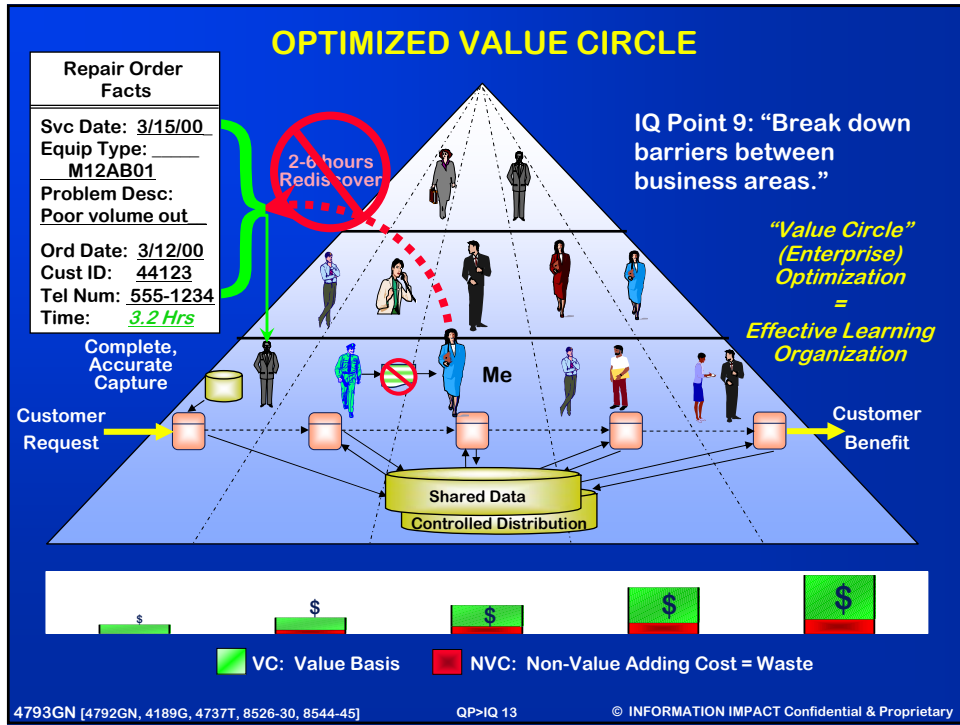 OPTIMIZED VALUE CIRCLE
Repair Order
Facts
Svc Date: 3/15/00_
Equip Type: _____
M12AB01
Problem Desc:
Poor volume out__
Ord Date: 3/12/00
Cust ID: 44123
Tel Num: 555-1234
Time: 3.2 Hrs
Complete,
Accurate
Capture
2-6 hours
Rediscover
IQ Point 9: “Break down
barriers between
business areas.”
“Value Circle”
(Enterprise)
Optimization
=
Effective Learning
Organization
Me
Customer
Request
Customer
Benefit
Shared Data
Controlled Distribution
$ $ $ $ $
VC: Value Basis
NVC: Non-Value Adding Cost = Waste
4793GN [4792GN, 4189G, 4737T, 8526-30, 8544-45]
QP>IQ 13
© INFORMATION IMPACT Confidential & Proprietary